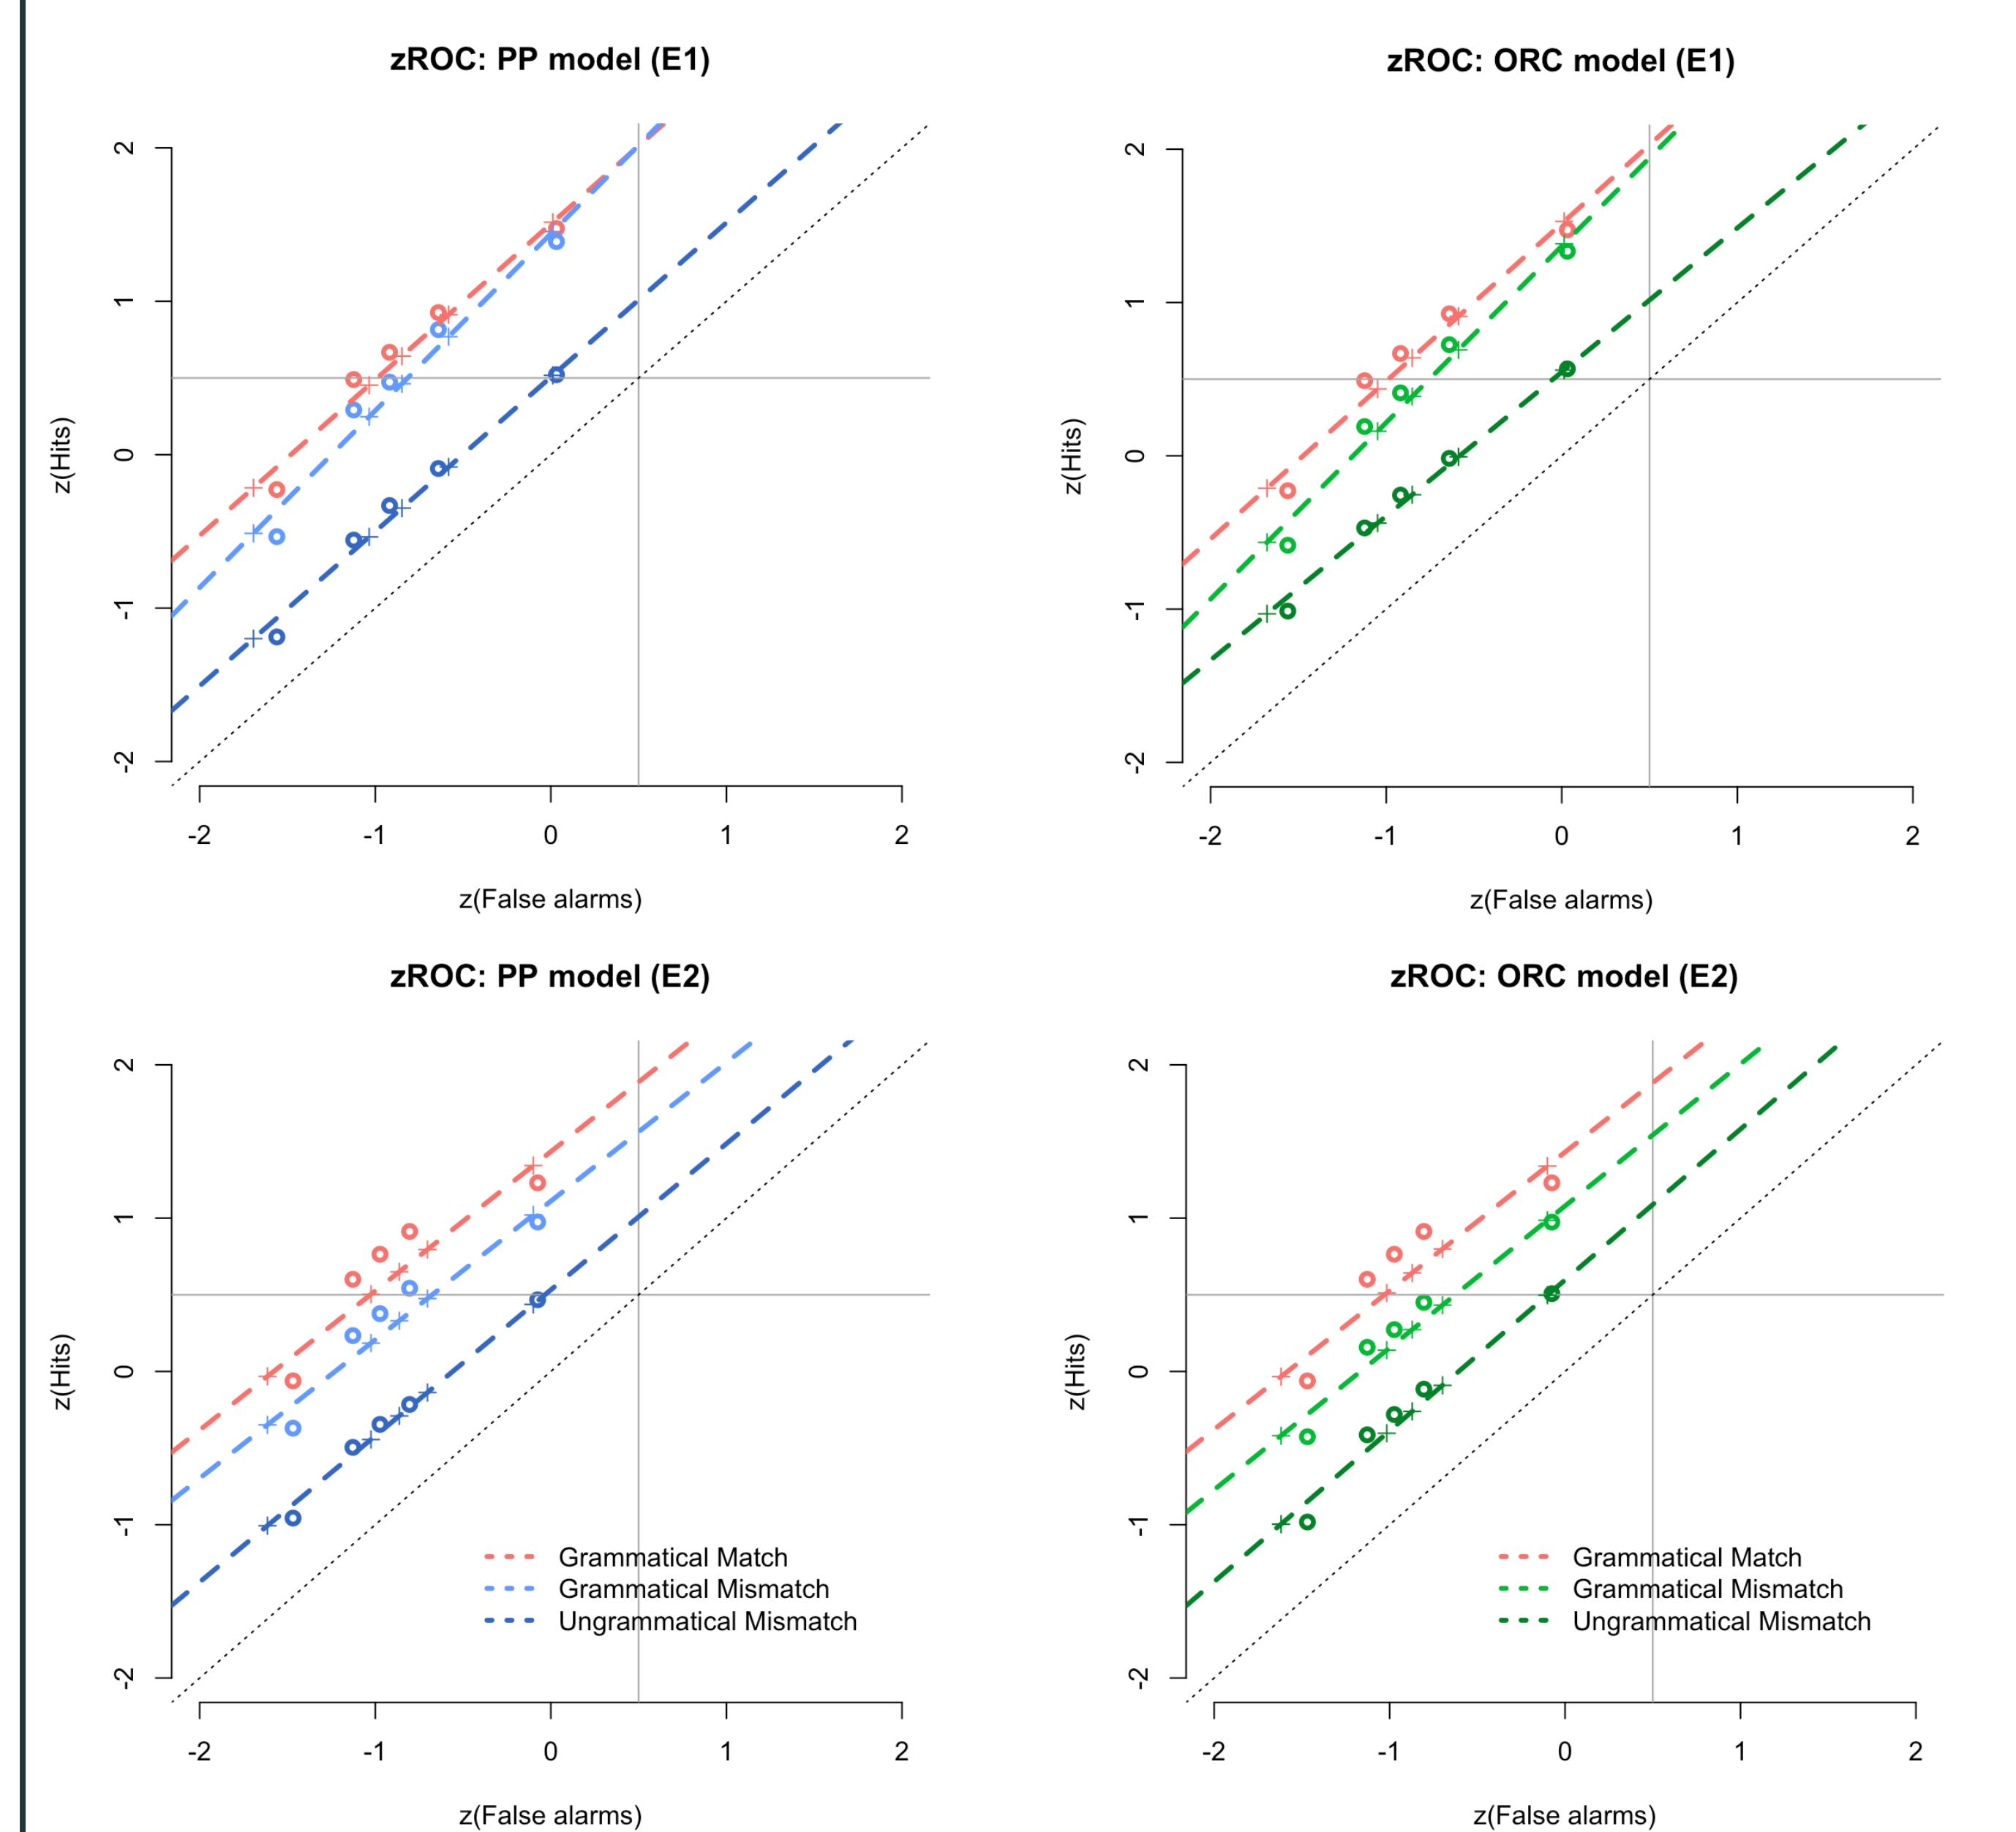 zROC: PP model (E1)
2
1
0
-1
-2
z(Hits)
-2 -1 0 1 2
z(False alarms)
zROC: ORC model (E1)
2
1
0
-1
-2
z(Hits)
-2 -1 0 1 2
z(False alarms)
zROC: PP model (E2)
2
1
0
-1
-2
z(Hits)
Grammatical Match
Grammatical Mismatch
Ungrammatical Mismatch
-2 -1 0 1 2
z(False alarms)
zROC: ORC model (E2)
2
1
0
-1
-2
z(Hits)
Grammatical Match
Grammatical Mismatch
Ungrammatical Mismatch
-2 -1 0 1 2
z(False alarms)